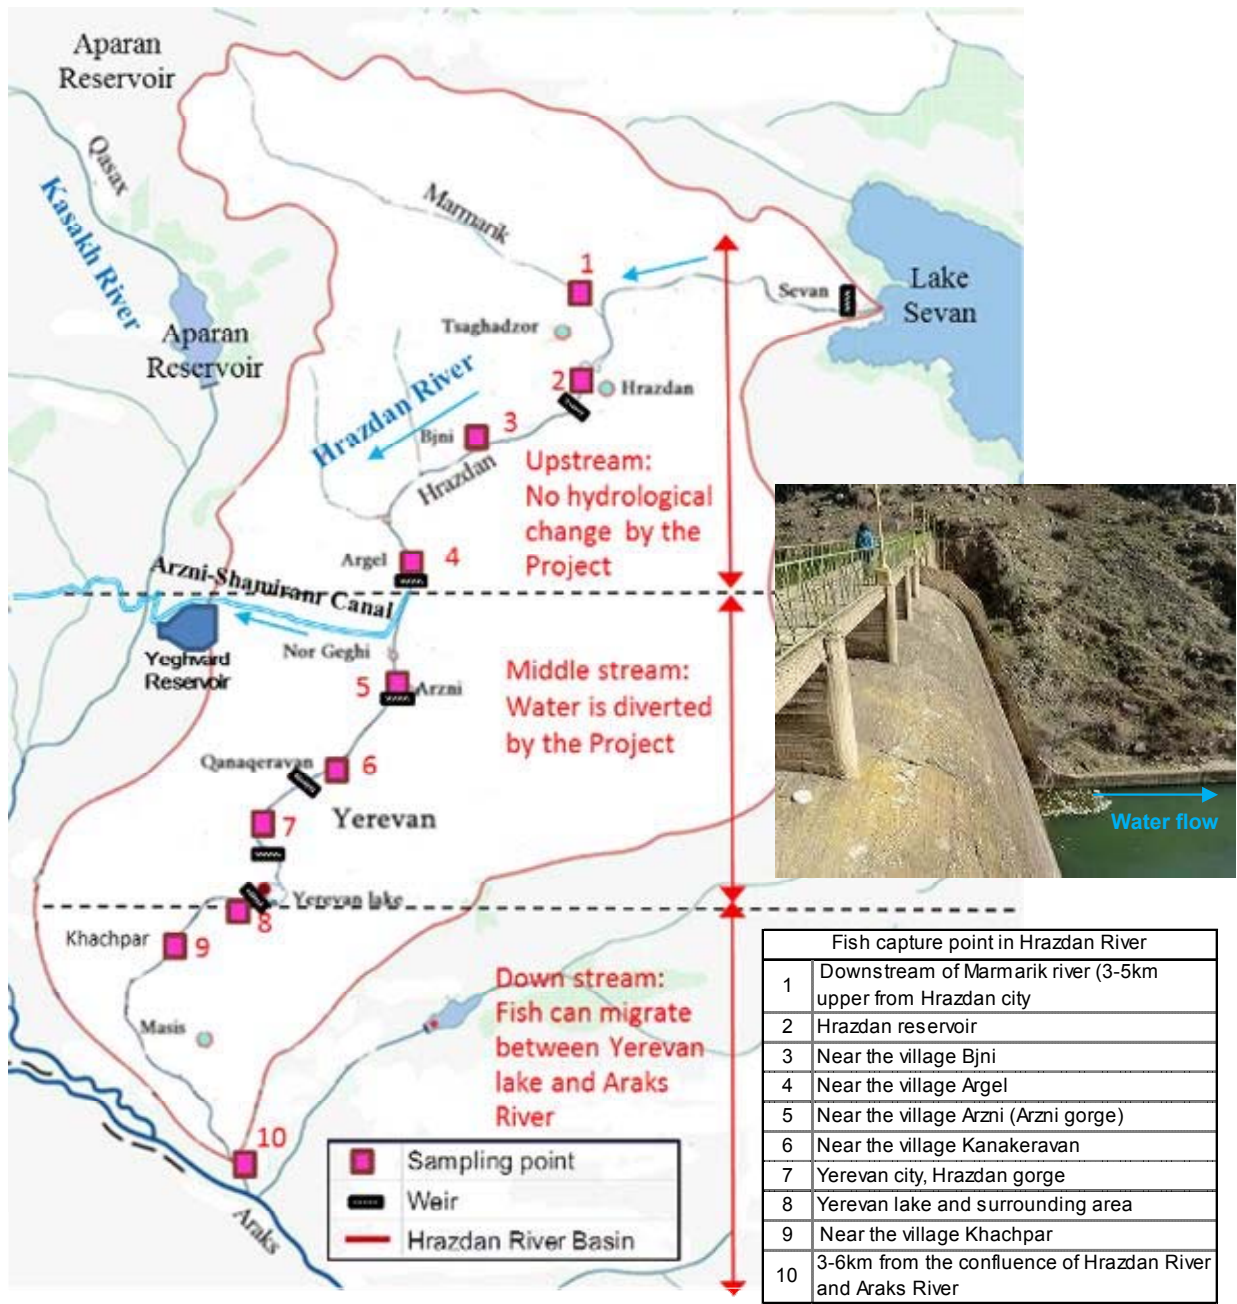 Aparan
Reservoir
Qasax
Kasakh River
Marmarik
1
Sevan
Lake
Sevan
Tsaghadzor
Aparan
Reservoir
2
Hrazdan
Hrazdan River
3
Bjni
Hrazdan
Upstream:
No hydrological
change by the
Project
Argel
4
Arzni-Shamiranr Canal
Yeghvard
Reservoir
Nor Geghi
5
Arzni
Middle stream:
Water is diverted
by the Project
Qanaqeravan
6
7
Yerevan
Water flow
Yerevan lake
8
Khachpar
9
Down stream:
Fish can migrate
between Yerevan
lake and Araks
River
Masis
10
Araks
Sampling point
Weir
Hrazdan River Basin
Fish capture point in Hrazdan River
1 Downstream of Marmarik river (3-5km
upper from Hrazdan city
2 Hrazdan reservoir
3 Near the village Bjni
4 Near the village Argel
5 Near the village Arzni (Arzni gorge)
6 Near the village Kanakeravan
7 Yerevan city, Hrazdan gorge
8 Yerevan lake and surrounding area
9 Near the village Khachpar
10 3-6km from the confluence of Hrazdan River
and Araks River